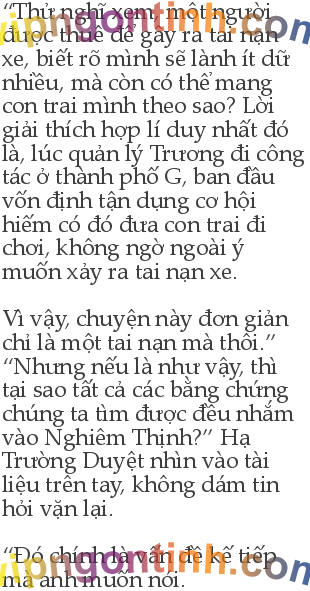 “Thử nghĩ xem, một người
được thuê để gây ra tai nạn
xe, biết rõ mình sẽ lành ít dữ
nhiều, mà còn có thể mang
con trai mình theo sao? Lời
giải thích hợp lí duy nhất đó
là, lúc quản lý Trương đi công
tác ở thành phố G, ban đầu
vốn định tận dụng cơ hội
hiếm có đó đưa con trai đi
chơi, không ngờ ngoài ý
muốn xảy ra tai nạn xe.
Vì vậy, chuyện này đơn giản
chỉ là một tai nạn mà thôi.”
“Nhưng nếu là như vậy, thì
tại sao tất cả các bằng chứng
chúng ta tìm được đều nhắm
vào Nghiêm Thịnh?” Hạ
Trường Duyệt nhìn vào tài
liệu trên tay, không dám tin
hỏi vặn lại.
“Đó chính là vấn đề kế tiếp
mà anh muốn nói.
vipngontinh.com
vipngontinh.com